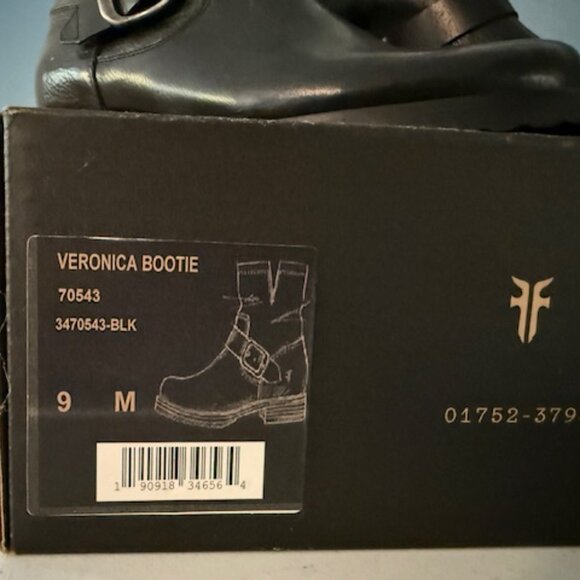 VERONICA BOOTIE
70543
3470543-BLK
9 M
1 90918 34656 4
01752-379